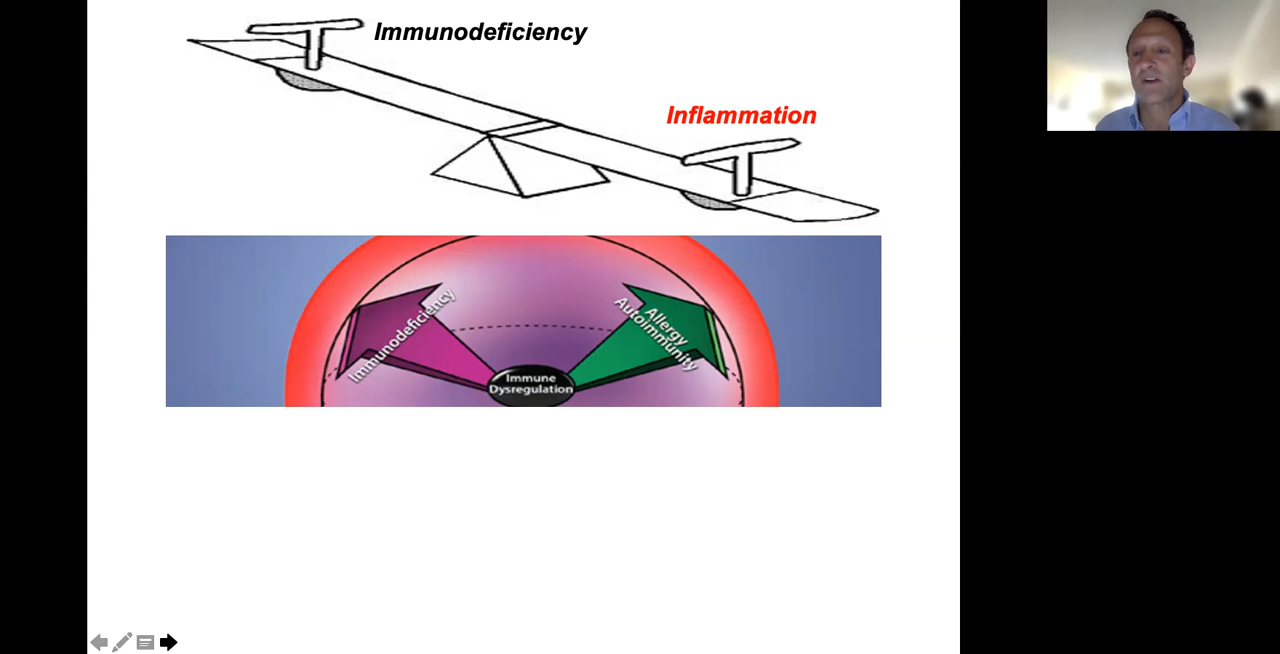 Immunodeficiency
Inflammation
Immunodeficiency
Allergy
Autoimmunity
Immune
Dysregulation